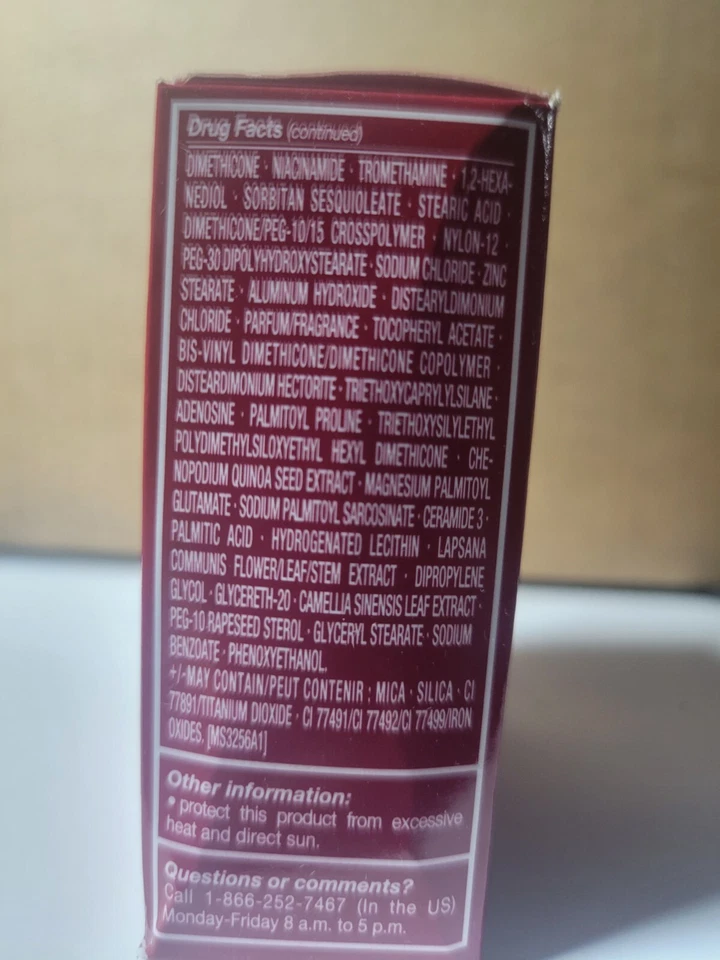 Drug Facts (continued)
DIMETHICONE · NIACINAMIDE · TROMETHAMINE · 1,2-HEXA-
NEDIOL · SORBITAN SESQUIOLEATE · STEARIC ACID ·
DIMETHICONE/PEG-10/15 CROSSPOLYMER · NYLON-12 ·
PEG-30 DIPOLYHYDROXYSTEARATE · SODIUM CHLORIDE · ZINC
STEARATE · ALUMINUM HYDROXIDE · DISTEARYLDIMONIUM
CHLORIDE · PARFUM/FRAGRANCE · TOCOPHERYL ACETATE ·
BIS-VINYL DIMETHICONE/DIMETHICONE COPOLYMER ·
DISTEARDIMONIUM HECTORITE · TRIETHOXYCAPRYLYLSILANE ·
ADENOSINE · PALMITOYL PROLINE · TRIETHOXYSILYLETHYL
POLYDIMETHYLSILOXYETHYL HEXYL DIMETHICONE · CHE-
NOPODIUM QUINOA SEED EXTRACT · MAGNESIUM PALMITOYL
GLUTAMATE · SODIUM PALMITOYL SARCOSINATE · CERAMIDE 3 ·
PALMITIC ACID · HYDROGENATED LECITHIN · LAPSANA
COMMUNIS FLOWER/LEAF/STEM EXTRACT · DIPROPYLENE
GLYCOL · GLYCERETH-20 · CAMELLIA SINENSIS LEAF EXTRACT ·
PEG-10 RAPESEED STEROL · GLYCERYL STEARATE · SODIUM
BENZOATE · PHENOXYETHANOL.
+/-MAY CONTAIN/PEUT CONTENIR : MICA · SILICA · CI
77891/TITANIUM DIOXIDE · CI 77491/CI 77492/CI 77499/IRON
OXIDES. [MS3256A1]
Other information:
• protect this product from excessive
heat and direct sun.
Questions or comments?
Call 1-866-252-7467 (In the US)
Monday-Friday 8 a.m. to 5 p.m.